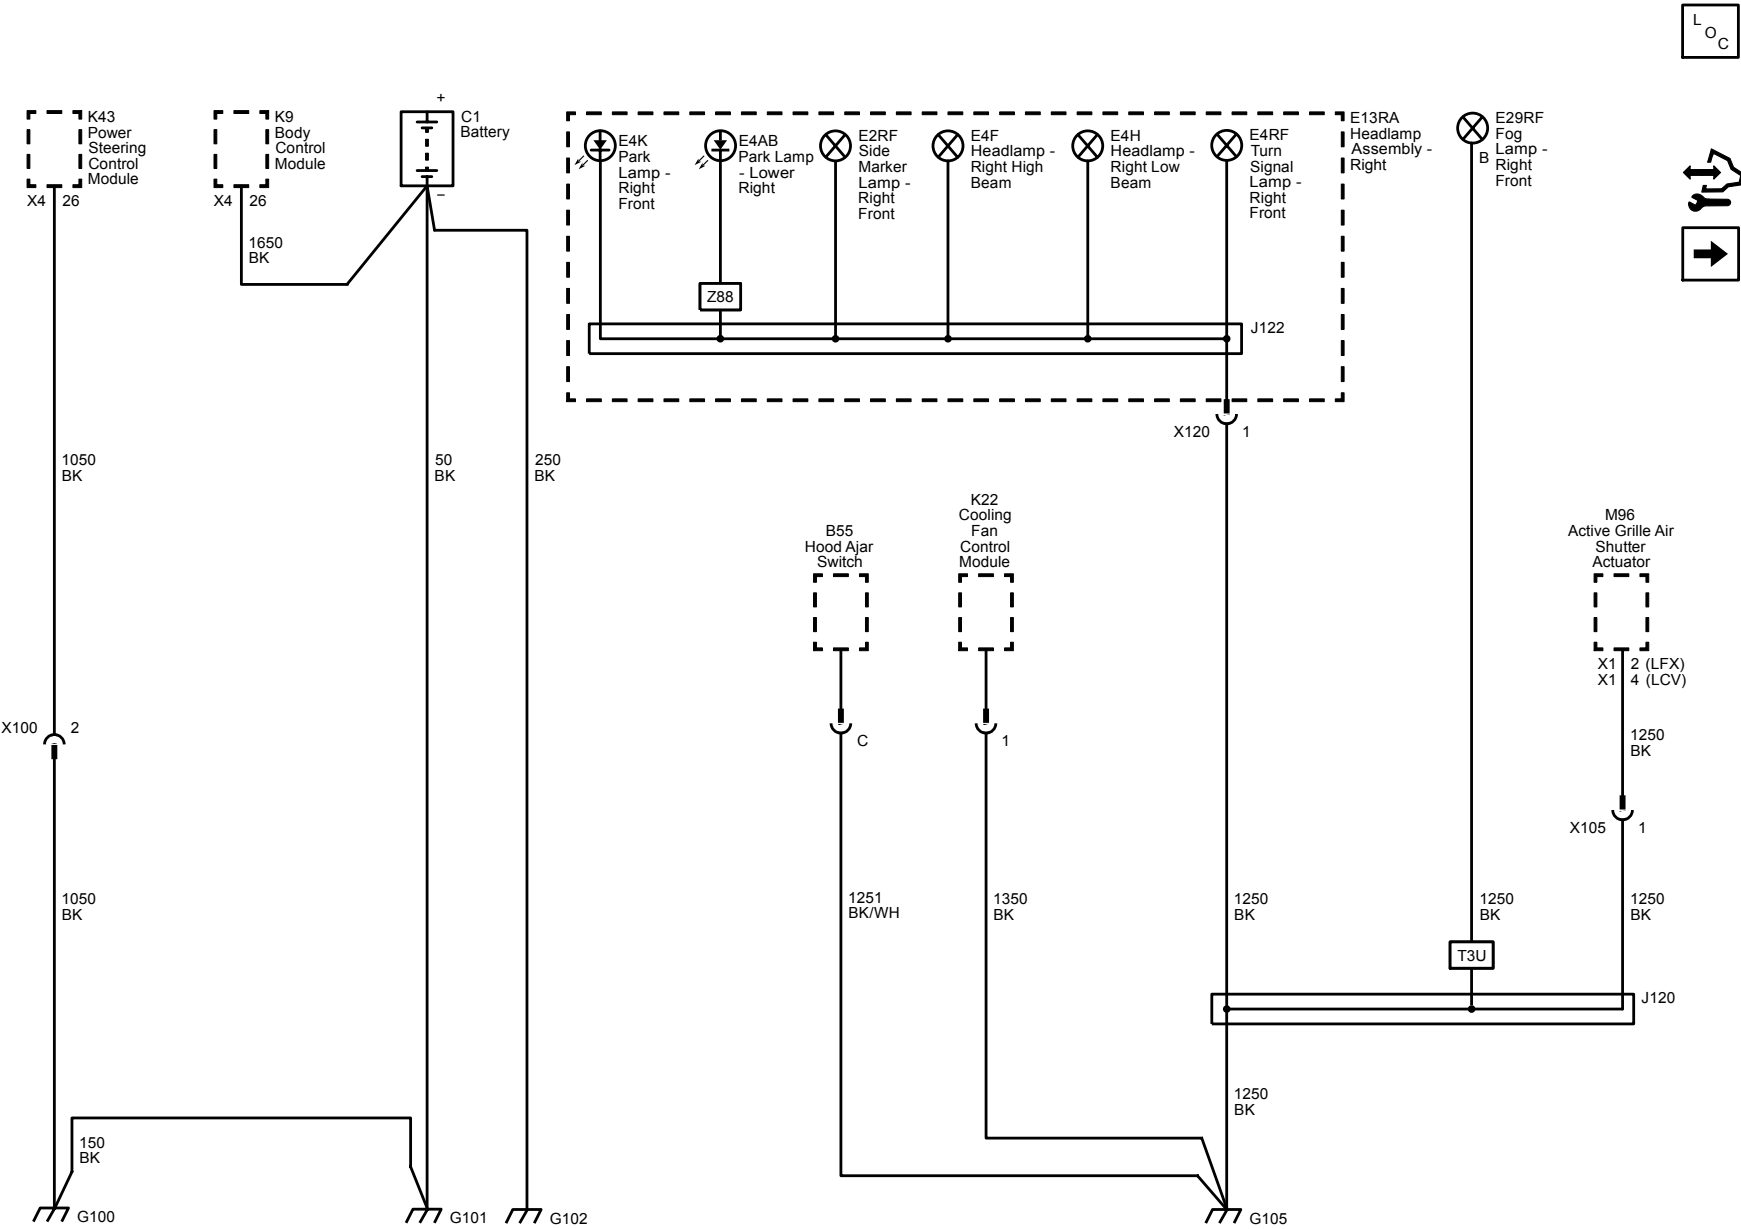 L
O
C
K43
Power
Steering
Control
Module
X4 26
K9
Body
Control
Module
X4 26
1650
BK
+
C1
Battery
–
E4K
Park
Lamp -
Right
Front
E4AB
Park Lamp
- Lower
Right
E2RF
Side
Marker
Lamp -
Right
Front
E4F
Headlamp -
Right High
Beam
E4H
Headlamp -
Right Low
Beam
E4RF
Turn
Signal
Lamp -
Right
Front
E13RA
Headlamp
Assembly -
Right
E29RF
Fog
Lamp -
Right
Front
B
Z88
J122
X120 1
1050
BK
50
BK
250
BK
B55
Hood Ajar
Switch
K22
Cooling
Fan
Control
Module
M96
Active Grille Air
Shutter
Actuator
X1 2 (LFX)
X1 4 (LCV)
X100 2
C
1
1250
BK
X105 1
1050
BK
1251
BK/WH
1350
BK
1250
BK
1250
BK
1250
BK
T3U
J120
1250
BK
150
BK
G100
G101
G102
G105